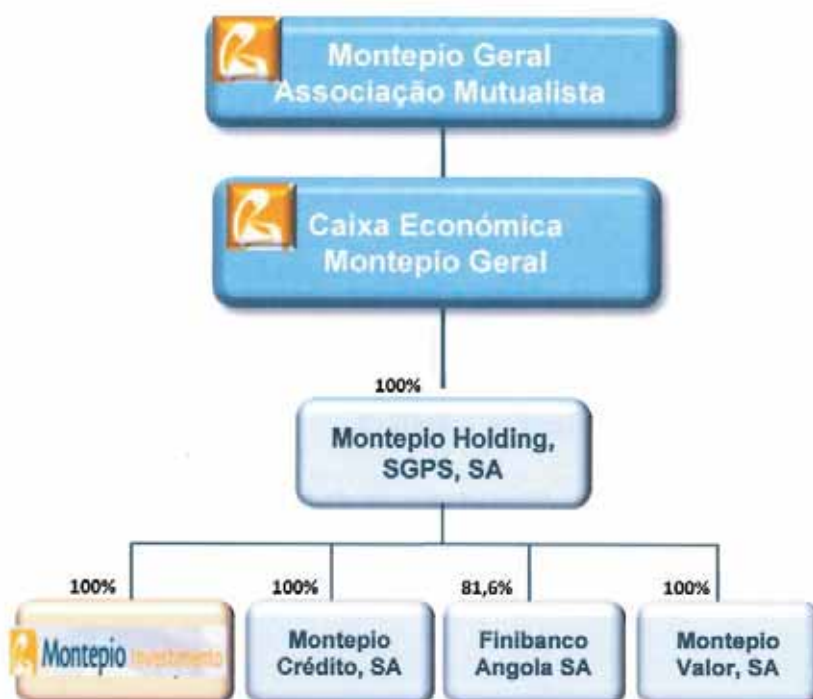 Montepio Geral
Associação Mutualista
Caixa Económica
Montepio Geral
100%
Montepio Holding,
SGPS, SA
100%
100%
81,6%
100%
Montepio Investimento
Montepio
Crédito, SA
Finibanco
Angola SA
Montepio
Valor, SA